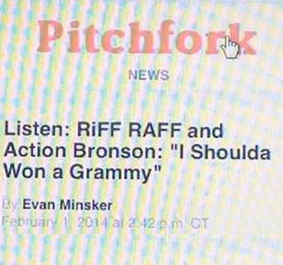 Pitchfork
NEWS
Listen: RiFF RAFF and
Action Bronson: "I Shoulda
Won a Grammy"
By Evan Minsker
February 1, 2014 at 2:42 p.m. CT